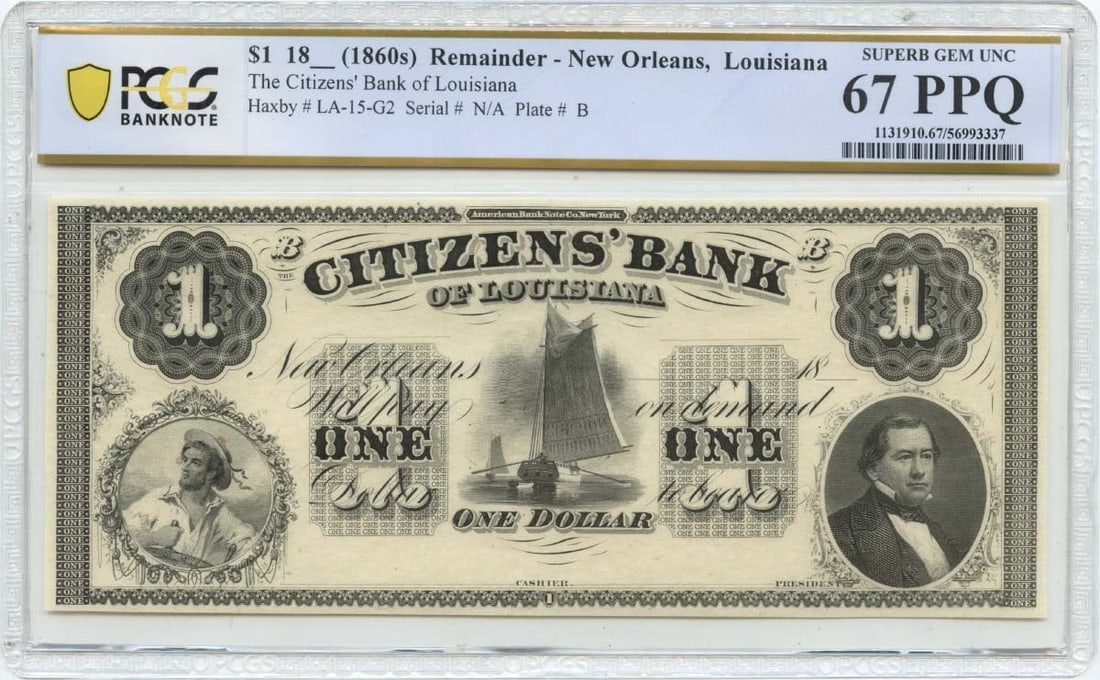 $1 18__ (1860s) Remainder - New Orleans, Louisiana
The Citizens' Bank of Louisiana
Haxby # LA-15-G2 Serial # N/A Plate # B
PCGS
BANKNOTE
SUPERB GEM UNC
67 PPQ
1131910.67/56993337
American Bank Note Co. New York
B
B
THE
CITIZENS' BANK
OF LOUISIANA
1
1
New Orleans 18
Will pay on demand
1
ONE
1
ONE
Dollar to bearer
ONE DOLLAR
CASHIER.
PRESIDENT
1